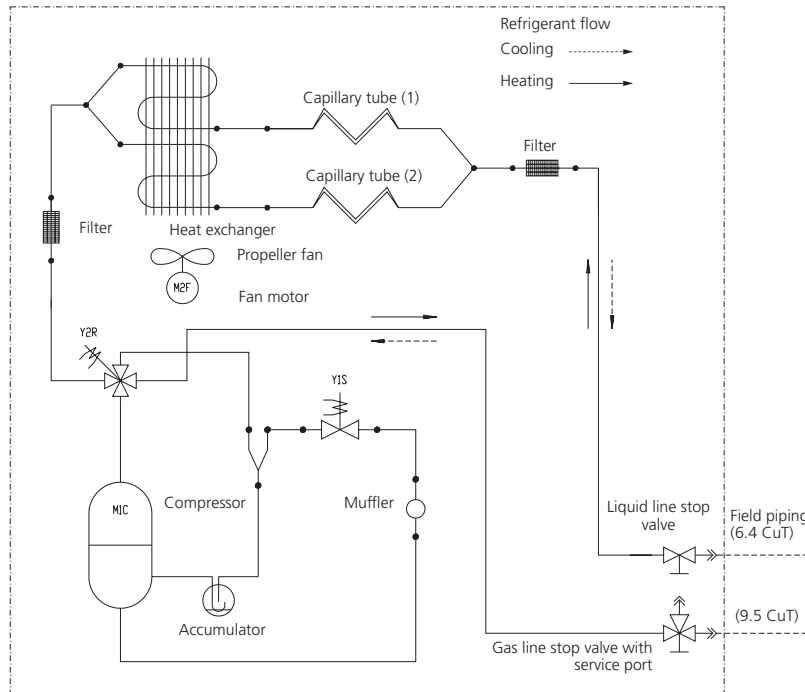 Refrigerant flow
Cooling
Heating
Capillary tube (1)
Filter
Capillary tube (2)
Filter
Heat exchanger
Propeller fan
M2F
Fan motor
Y2R
Y1S
M1C
Compressor
Muffler
Liquid line stop
valve
Field piping
(6.4 CuT)
Accumulator
(9.5 CuT)
Gas line stop valve with
service port